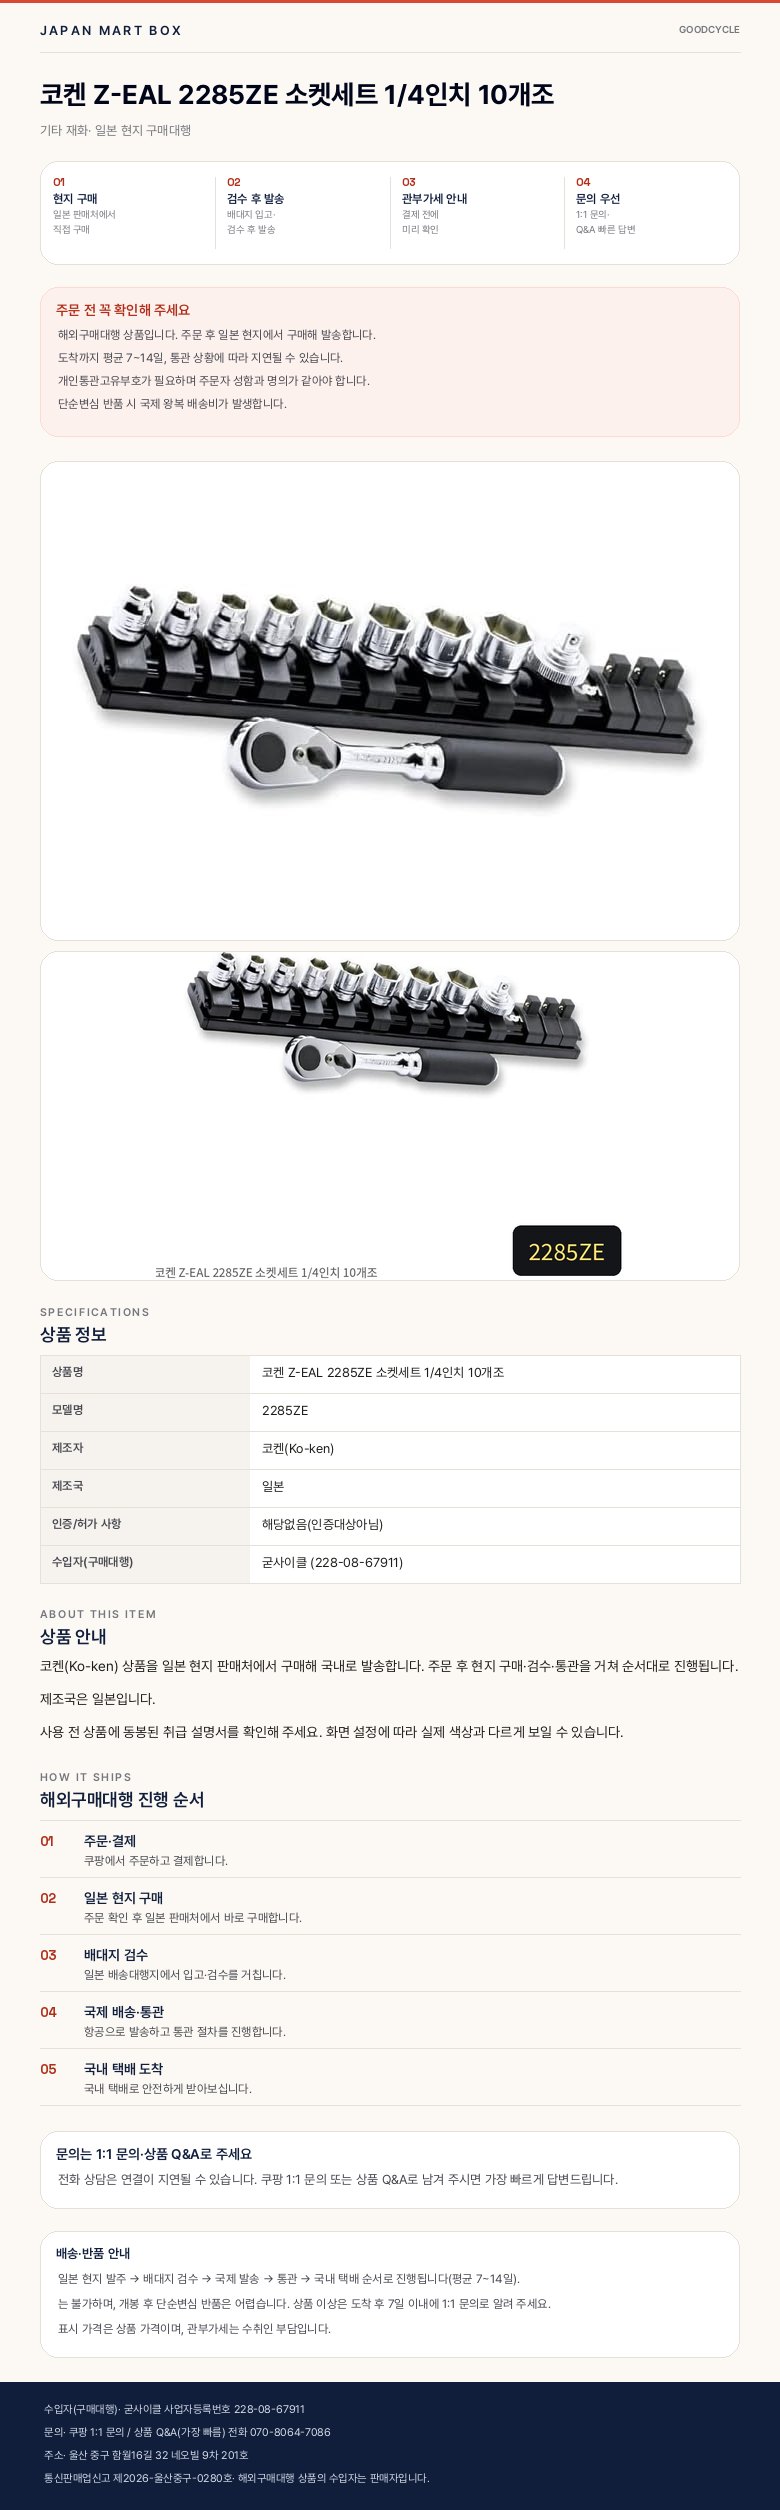 JAPAN MART BOX
GOODCYCLE
코켄 Z-EAL 2285ZE 소켓세트 1/4인치 10개조
기타 재화· 일본 현지 구매대행
01
현지 구매
일본 판매처에서
직접 구매
02
검수 후 발송
배대지 입고·
검수 후 발송
03
관부가세 안내
결제 전에
미리 확인
04
문의 우선
1:1 문의·
Q&A 빠른 답변
주문 전 꼭 확인해 주세요
해외구매대행 상품입니다. 주문 후 일본 현지에서 구매해 발송합니다.
도착까지 평균 7~14일, 통관 상황에 따라 지연될 수 있습니다.
개인통관고유부호가 필요하며 주문자 성함과 명의가 같아야 합니다.
단순변심 반품 시 국제 왕복 배송비가 발생합니다.
2285ZE
코켄 Z-EAL 2285ZE 소켓세트 1/4인치 10개조
SPECIFICATIONS
상품 정보
상품명 코켄 Z-EAL 2285ZE 소켓세트 1/4인치 10개조
모델명 2285ZE
제조자 코켄(Ko-ken)
제조국 일본
인증/허가 사항 해당없음(인증대상아님)
수입자(구매대행) 굳사이클 (228-08-67911)
ABOUT THIS ITEM
상품 안내
코켄(Ko-ken) 상품을 일본 현지 판매처에서 구매해 국내로 발송합니다. 주문 후 현지 구매·검수·통관을 거쳐 순서대로 진행됩니다.
제조국은 일본입니다.
사용 전 상품에 동봉된 취급 설명서를 확인해 주세요. 화면 설정에 따라 실제 색상과 다르게 보일 수 있습니다.
HOW IT SHIPS
해외구매대행 진행 순서
01 주문·결제
쿠팡에서 주문하고 결제합니다.
02 일본 현지 구매
주문 확인 후 일본 판매처에서 바로 구매합니다.
03 배대지 검수
일본 배송대행지에서 입고·검수를 거칩니다.
04 국제 배송·통관
항공으로 발송하고 통관 절차를 진행합니다.
05 국내 택배 도착
국내 택배로 안전하게 받아보십니다.
문의는 1:1 문의·상품 Q&A로 주세요
전화 상담은 연결이 지연될 수 있습니다. 쿠팡 1:1 문의 또는 상품 Q&A로 남겨 주시면 가장 빠르게 답변드립니다.
배송·반품 안내
일본 현지 발주 → 배대지 검수 → 국제 발송 → 통관 → 국내 택배 순서로 진행됩니다(평균 7~14일).
는 불가하며, 개봉 후 단순변심 반품은 어렵습니다. 상품 이상은 도착 후 7일 이내에 1:1 문의로 알려 주세요.
표시 가격은 상품 가격이며, 관부가세는 수취인 부담입니다.
수입자(구매대행)· 굳사이클 사업자등록번호 228-08-67911
문의· 쿠팡 1:1 문의 / 상품 Q&A(가장 빠름) 전화 070-8064-7086
주소· 울산 중구 함월16길 32 네오빌 9차 201호
통신판매업신고 제2026-울산중구-0280호· 해외구매대행 상품의 수입자는 판매자입니다.